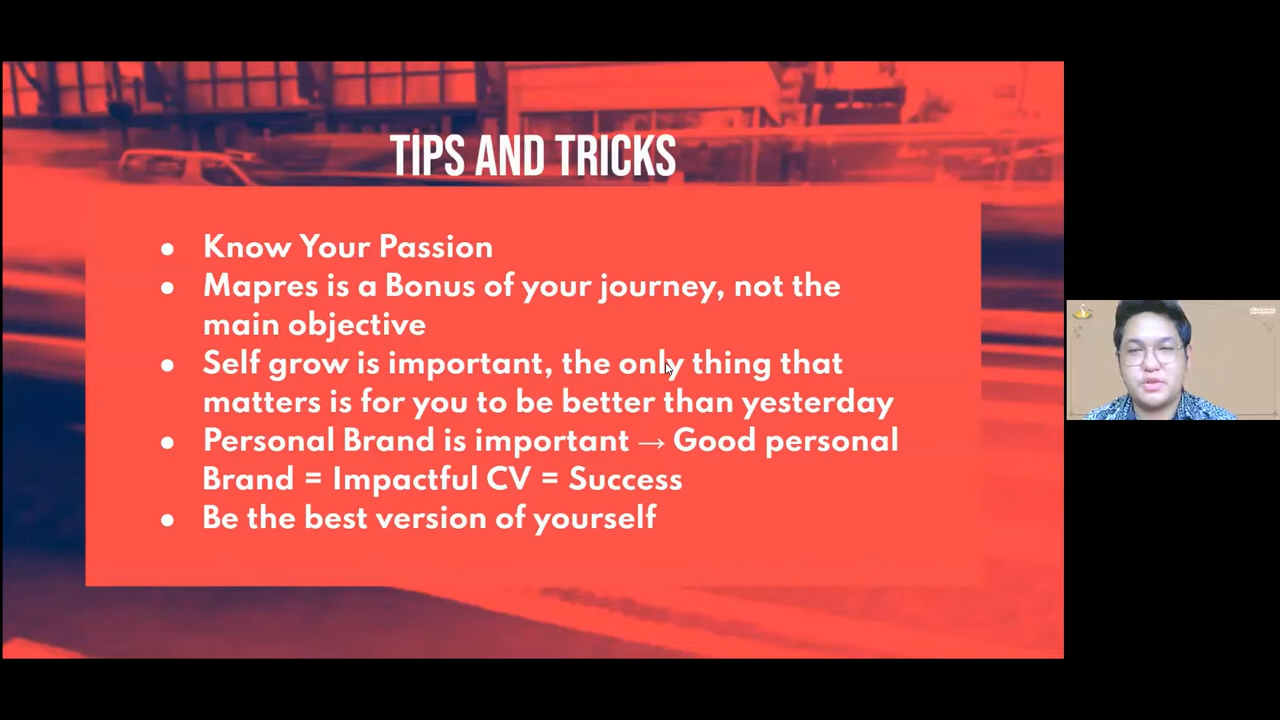 TIPS AND TRICKS
● Know Your Passion
● Mapres is a Bonus of your journey, not the
main objective
● Self grow is important, the only thing that
matters is for you to be better than yesterday
● Personal Brand is important → Good personal
Brand = Impactful CV = Success
● Be the best version of yourself